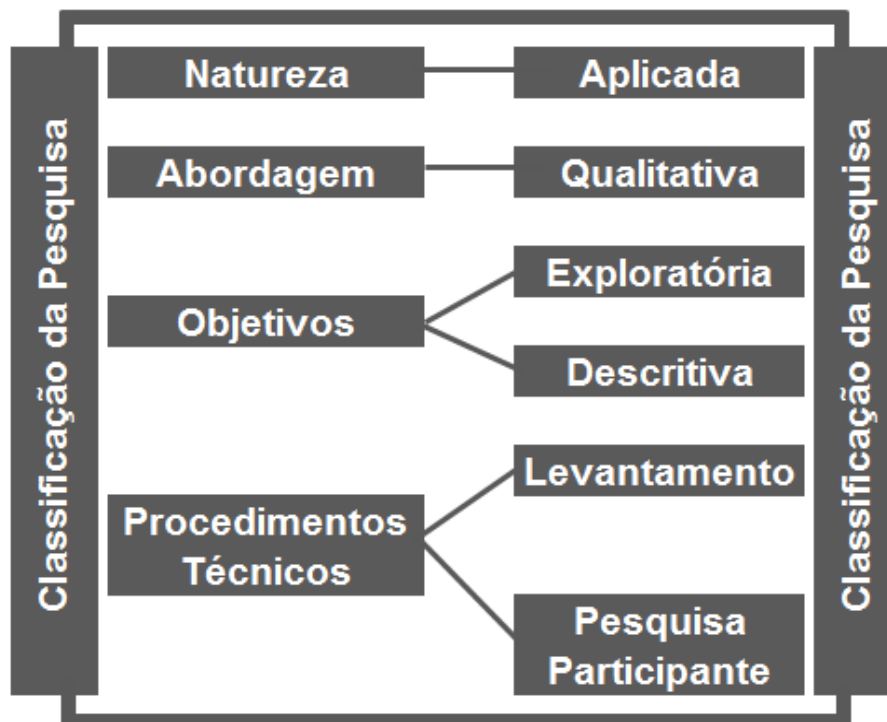 Classificação da Pesquisa
Natureza
Aplicada
Abordagem
Qualitativa
Objetivos
Exploratória
Descritiva
Procedimentos
Técnicos
Levantamento
Pesquisa
Participante
Classificação da Pesquisa